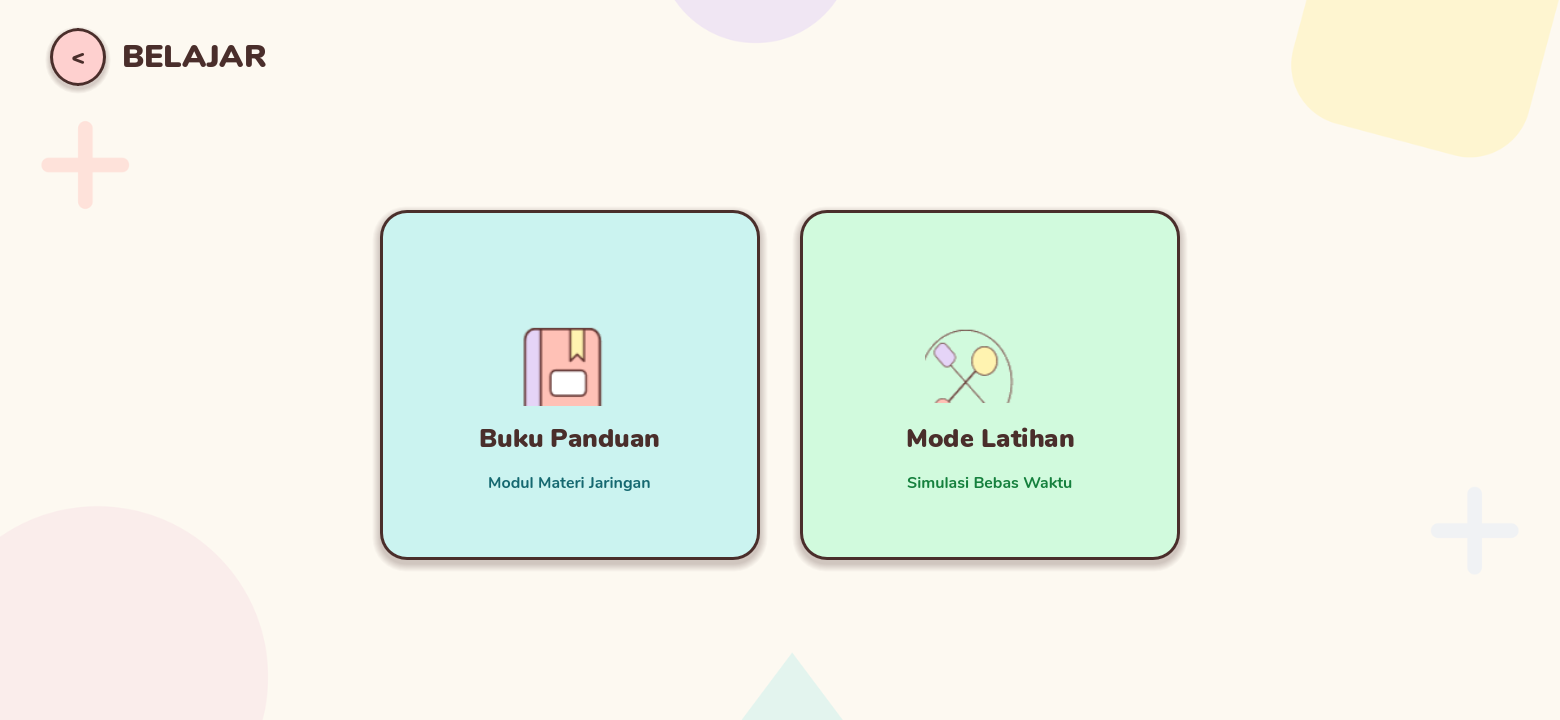 <
BELAJAR
Buku Panduan
Modul Materi Jaringan
Mode Latihan
Simulasi Bebas Waktu